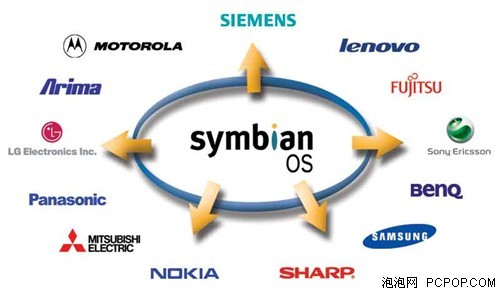 SIEMENS
MOTOROLA
lenovo
Arima
FUJITSU
symbian
OS
LG Electronics Inc.
Sony Ericsson
Panasonic
BenQ
MITSUBISHI
ELECTRIC
SAMSUNG
NOKIA
SHARP
泡泡网 PCPOP.COM